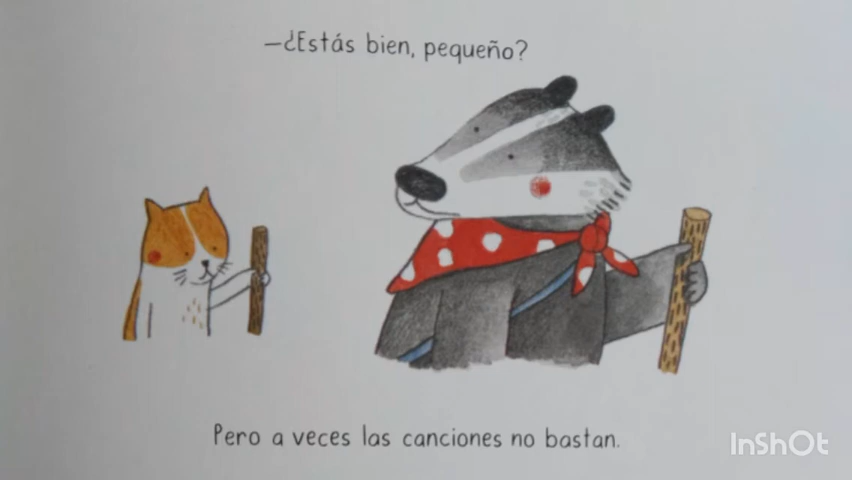 —¿Estás bien, pequeño?
Pero a veces las canciones no bastan.
InShOt